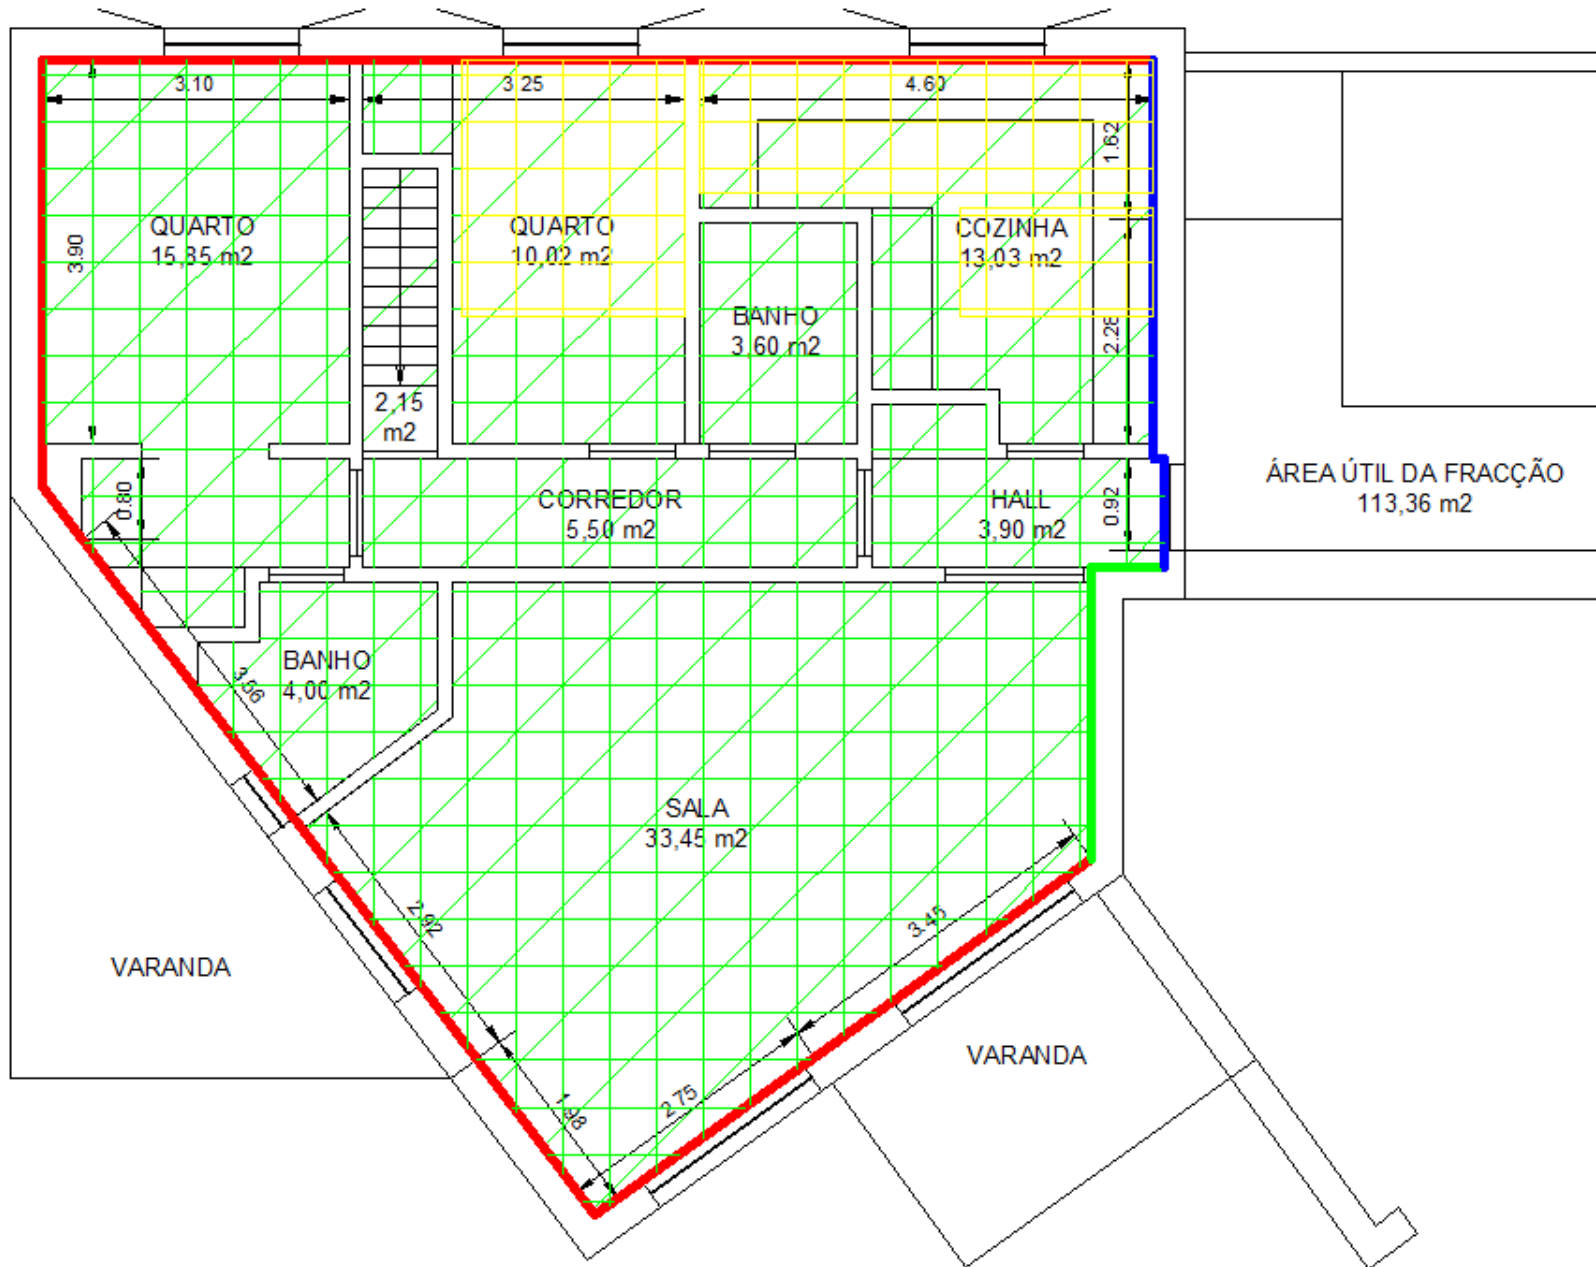 3.10
3.25
4.60
1.62
QUARTO
15,35 m2
3.90
QUARTO
10,02 m2
COZINHA
13,03 m2
BANHO
3,60 m2
2.28
2,15
m2
0.80
CORREDOR
5,50 m2
HALL
3,90 m2
0.92
ÁREA ÚTIL DA FRACÇÃO
113,36 m2
BANHO
4,00 m2
3.56
SALA
33,45 m2
2.92
3.45
VARANDA
VARANDA
2.75
1.98